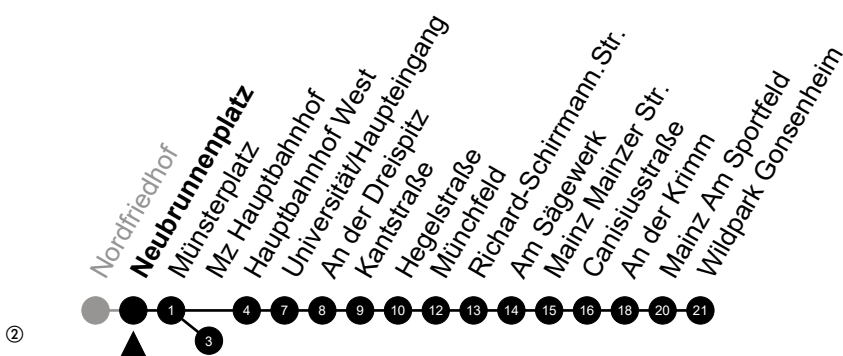 Nordfriedhof
Neubrunnenplatz
Münsterplatz
Mz Hauptbahnhof
Hauptbahnhof West
Universität/Haupteingang
An der Dreispitz
Kantstraße
Hegelstraße
Münchfeld
Richard-Schirrmann.Str.
Am Sägewerk
Mainz Mainzer Str.
Canisiusstraße
An der Krimm
Mainz Am Sportfeld
Wildpark Gonsenheim
1 4 7 8 9 10 12 13 14 15 16 18 20 21
② 3